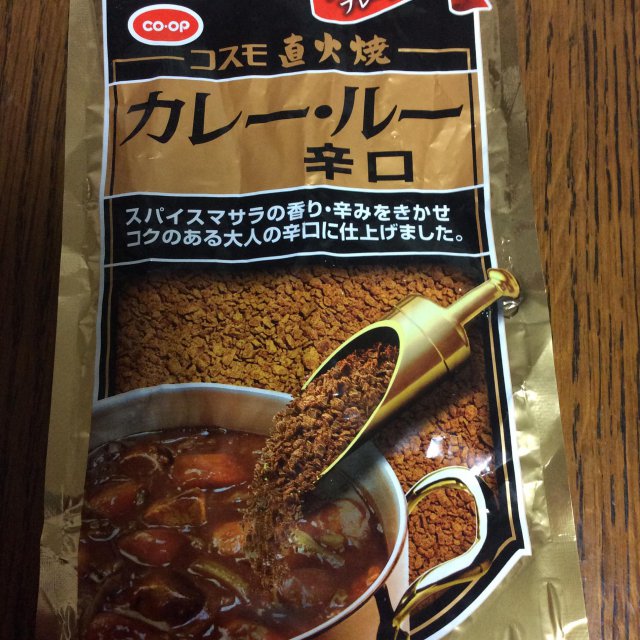 フレ
CO·OP
コスモ 直火焼
カレー・ルー
辛口
スパイスマサラの香り・辛みをきかせ
コクのある大人の辛口に仕上げました。